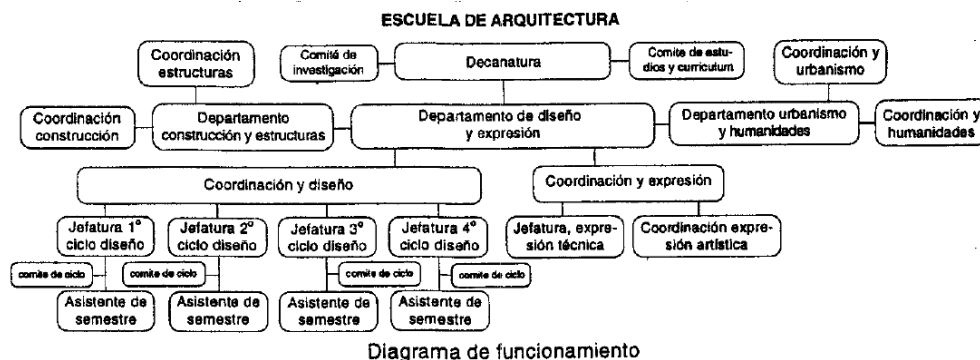 ESCUELA DE ARQUITECTURA
Coordinación
estructuras
Comité de
investigación
Decanatura
Comite de estu-
dios y curriculum
Coordinación y
urbanismo
Coordinación
construcción
Departamento
construcción y estructuras
Departamento de diseño
y expresión
Departamento urbanismo
y humanidades
Coordinación y
humanidades
Coordinación y diseño
Coordinación y expresión
Jefatura 1º
ciclo diseño
Jefatura 2º
ciclo diseño
Jefatura 3º
ciclo diseño
Jefatura 4º
ciclo diseño
Jefatura, expre-
sión técnica
Coordinación expre-
sión artística
comite de ciclo
comite de ciclo
comite de ciclo
comite de ciclo
Asistente de
semestre
Asistente de
semestre
Asistente de
semestre
Asistente de
semestre
Diagrama de funcionamiento